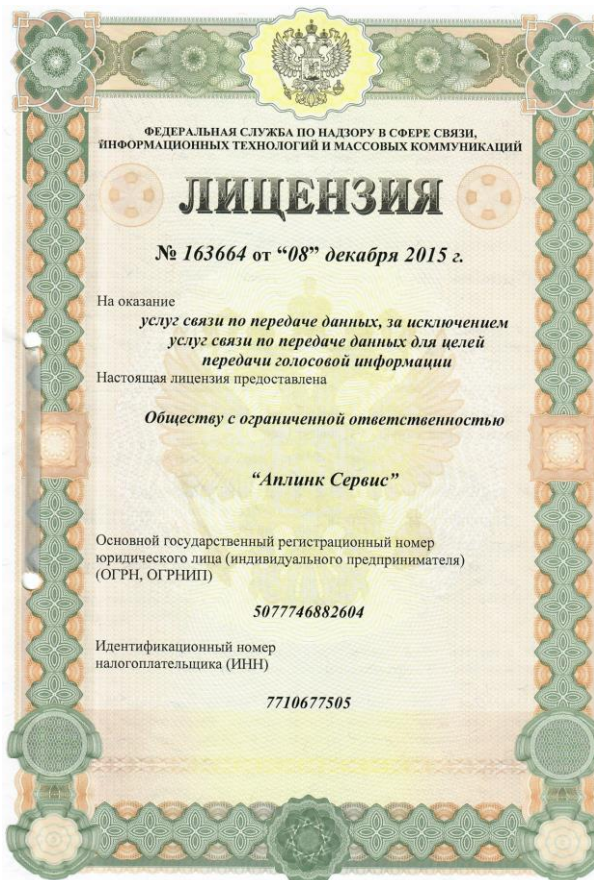 ФЕДЕРАЛЬНАЯ СЛУЖБА ПО НАДЗОРУ В СФЕРЕ СВЯЗИ,
ИНФОРМАЦИОННЫХ ТЕХНОЛОГИЙ И МАССОВЫХ КОММУНИКАЦИЙ
ЛИЦЕНЗИЯ
№ 163664 от “08” декабря 2015 г.
На оказание
услуг связи по передаче данных, за исключением
услуг связи по передаче данных для целей
передачи голосовой информации
Настоящая лицензия предоставлена
Обществу с ограниченной ответственностью
“Аплинк Сервис”
Основной государственный регистрационный номер
юридического лица (индивидуального предпринимателя)
(ОГРН, ОГРНИП)
5077746882604
Идентификационный номер
налогоплательщика (ИНН)
7710677505